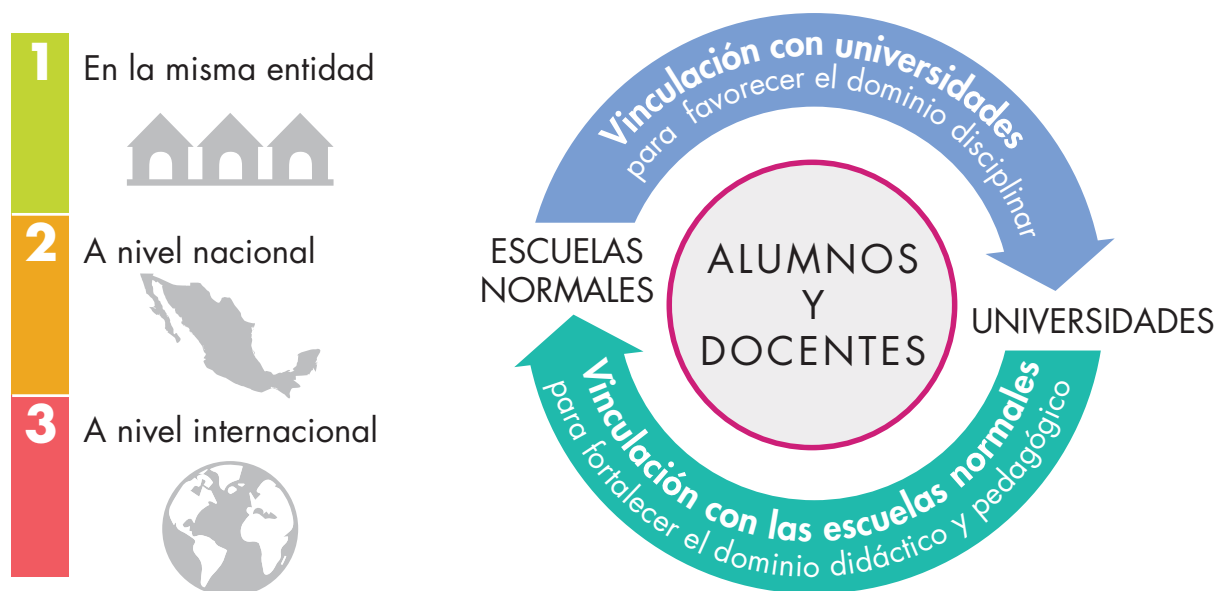 1
En la misma entidad
2
A nivel nacional
3
A nivel internacional
Vinculación con universidades
para favorecer el dominio disciplinar
ESCUELAS
NORMALES
ALUMNOS
Y
DOCENTES
UNIVERSIDADES
Vinculación con las escuelas normales
para fortalecer el dominio didáctico y pedagógico